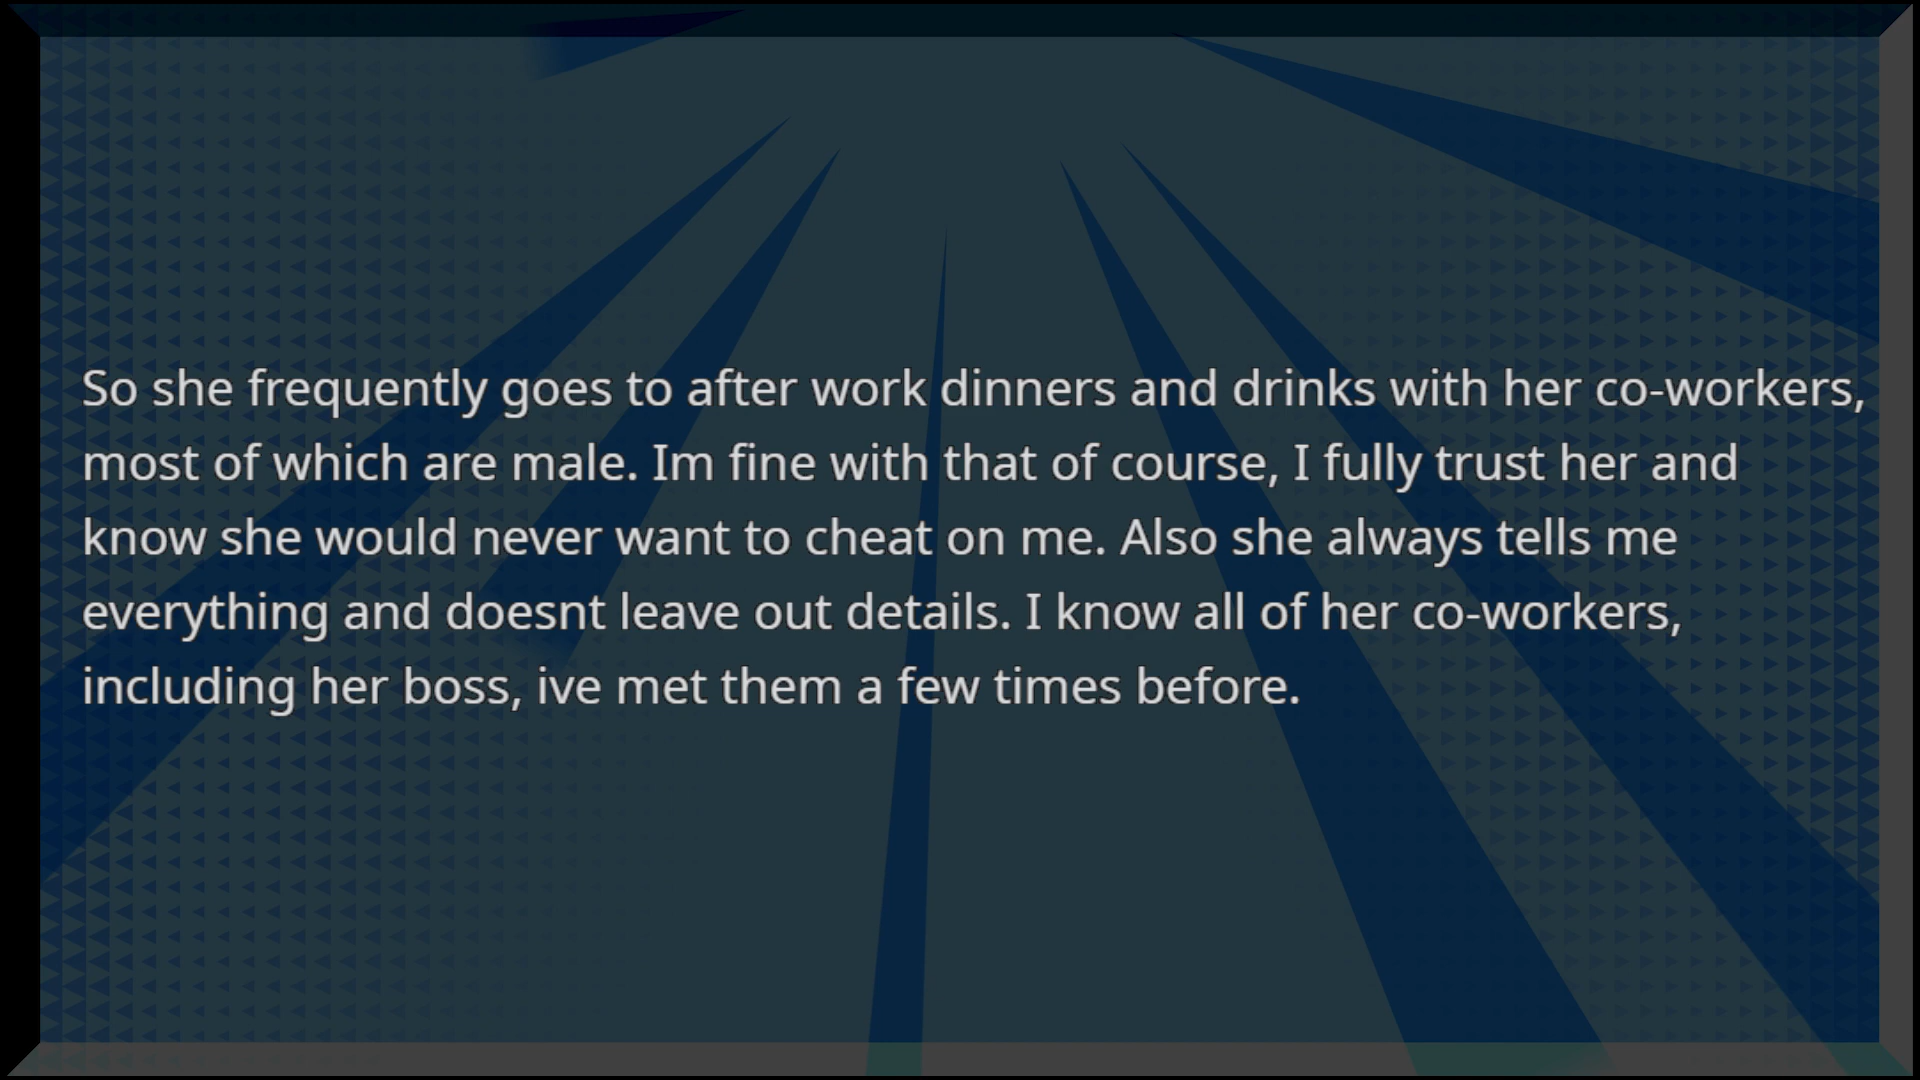 So she frequently goes to after work dinners and drinks with her co-workers,
most of which are male. Im fine with that of course, I fully trust her and
know she would never want to cheat on me. Also she always tells me
everything and doesnt leave out details. I know all of her co-workers,
including her boss, ive met them a few times before.